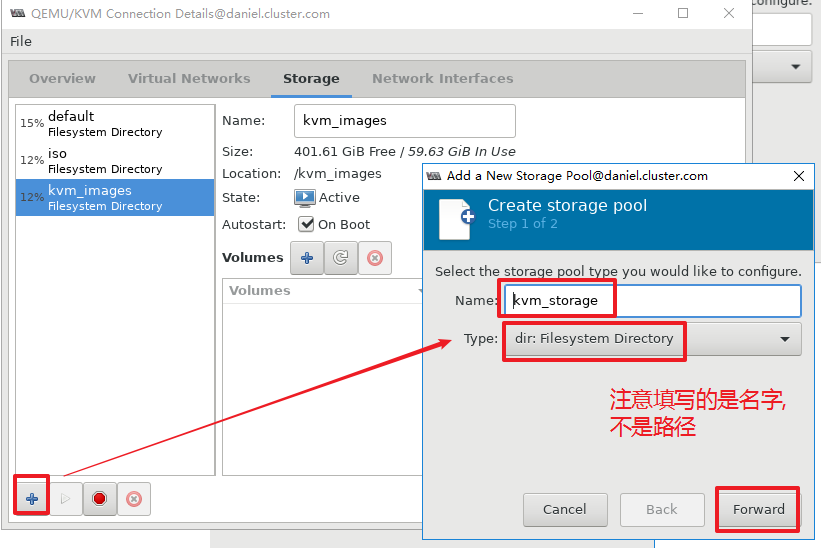 QEMU/KVM Connection Details@daniel.cluster.com
configure.
File
Overview Virtual Networks Storage Network Interfaces
15% default
Filesystem Directory
12% iso
Filesystem Directory
12% kvm_images
Filesystem Directory
Name: kvm_images
Size: 401.61 GiB Free / 59.63 GiB In Use
Location: /kvm_images
State: Active
Autostart: On Boot
Volumes
Volumes
Add a New Storage Pool@daniel.cluster.com
Create storage pool
Step 1 of 2
Select the storage pool type you would like to configure.
Name: kvm_storage
Type: dir: Filesystem Directory
注意填写的是名字,
不是路径
Cancel Back Forward